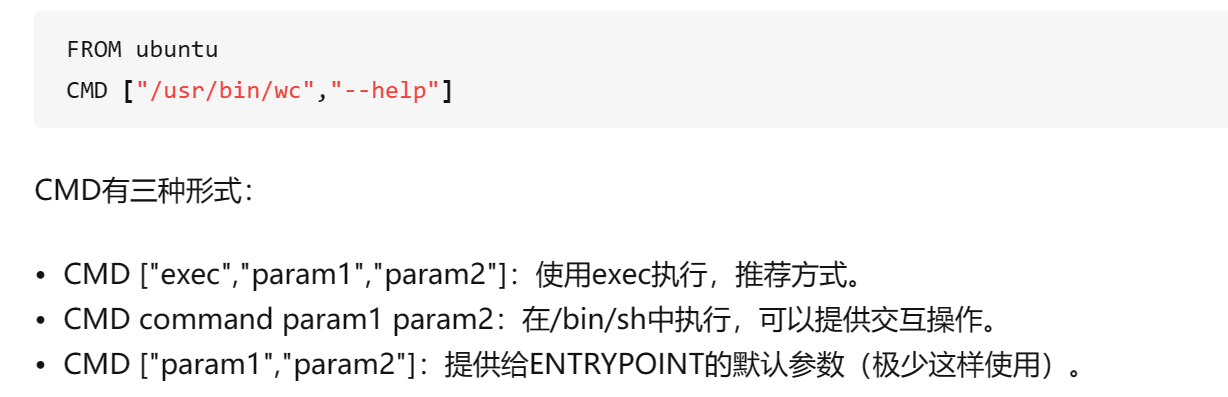 FROM ubuntu
CMD ["/usr/bin/wc","--help"]
CMD有三种形式：
• CMD ["exec","param1","param2"]：使用exec执行，推荐方式。
• CMD command param1 param2：在/bin/sh中执行，可以提供交互操作。
• CMD ["param1","param2"]：提供给ENTRYPOINT的默认参数（极少这样使用）。